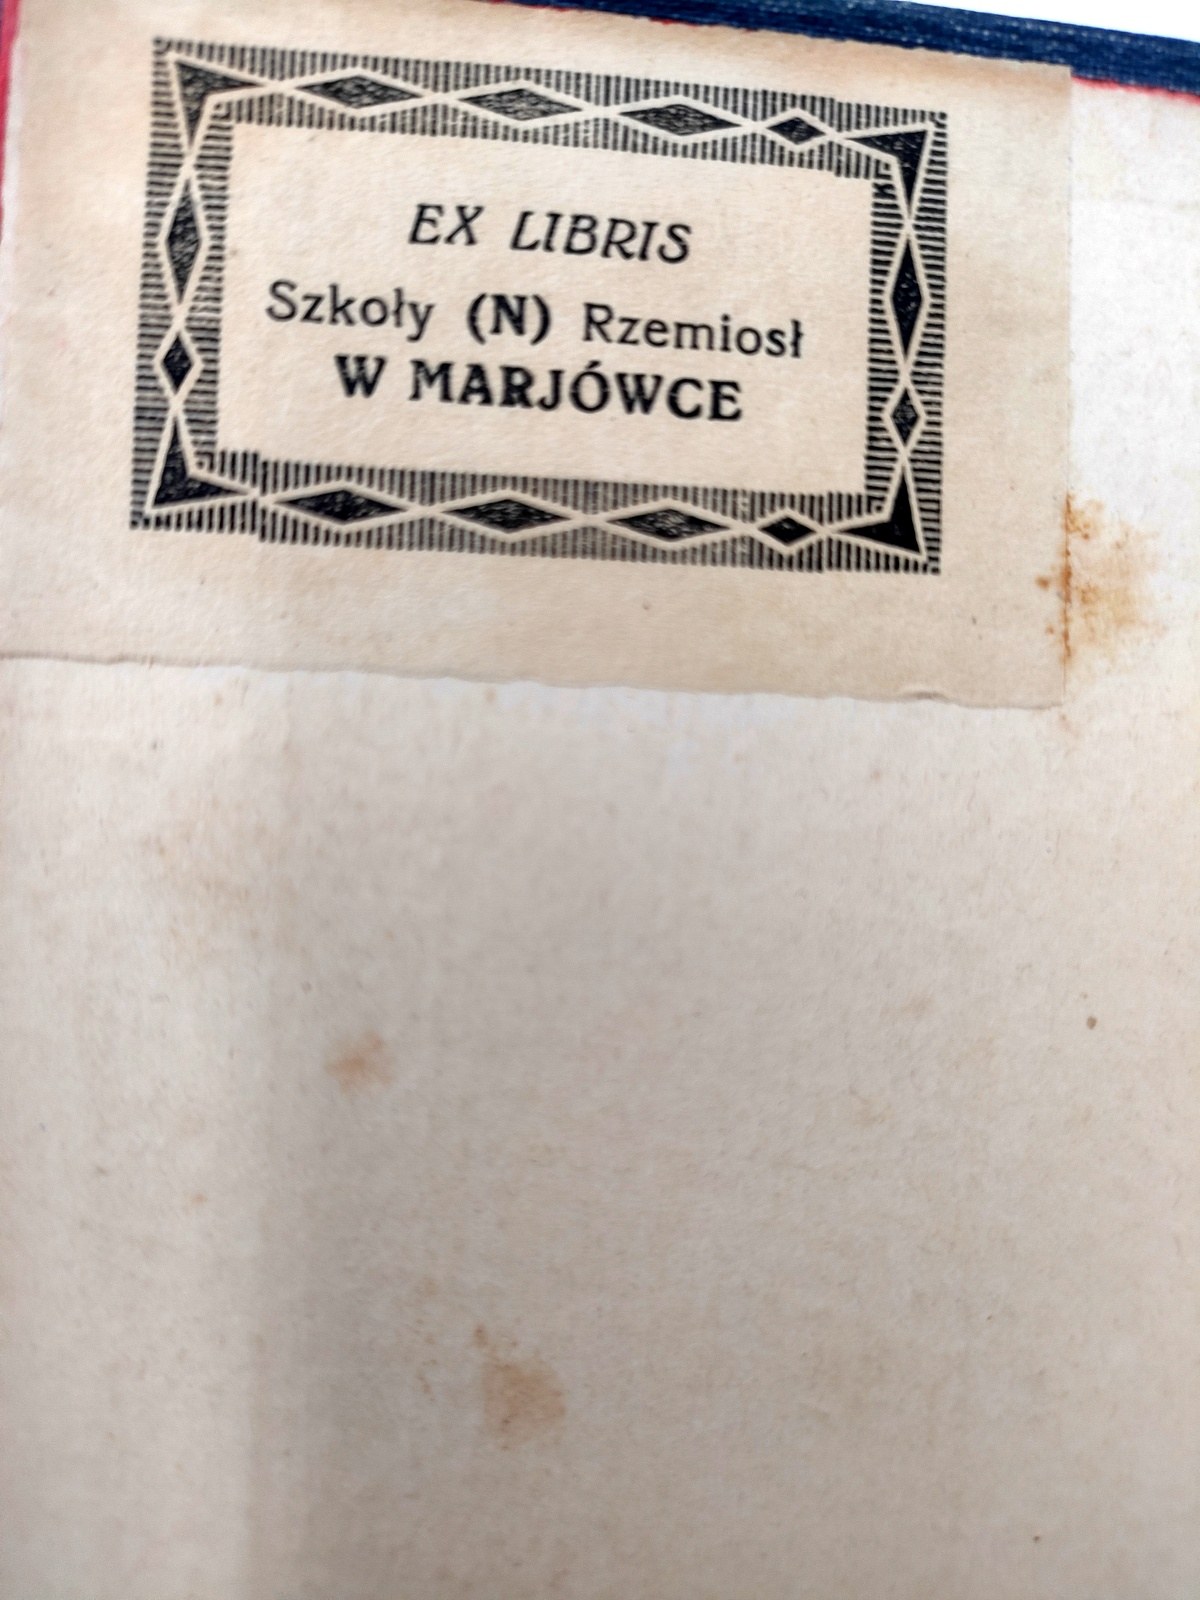 EX LIBRIS
Szkoły (N) Rzemiosł
W MARJÓWCE